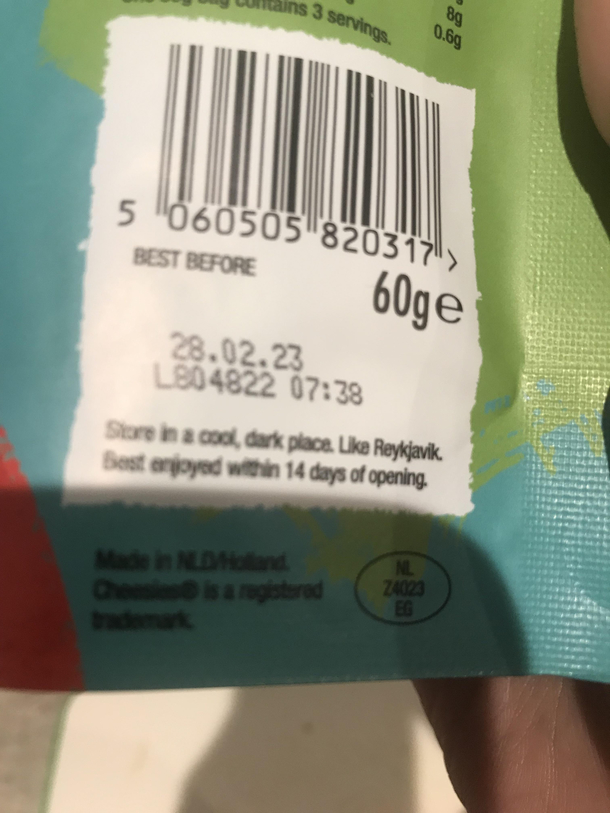 bag contains 3 servings.
8g
0.6g
5 060505 820317 >
BEST BEFORE
60g e
28.02.23
L804822 07:38
Store in a cool, dark place. Like Reykjavik.
Best enjoyed within 14 days of opening.
Made in NLD/Holland.
Cheesies® is a registered
trademark.
NL
Z4023
EG